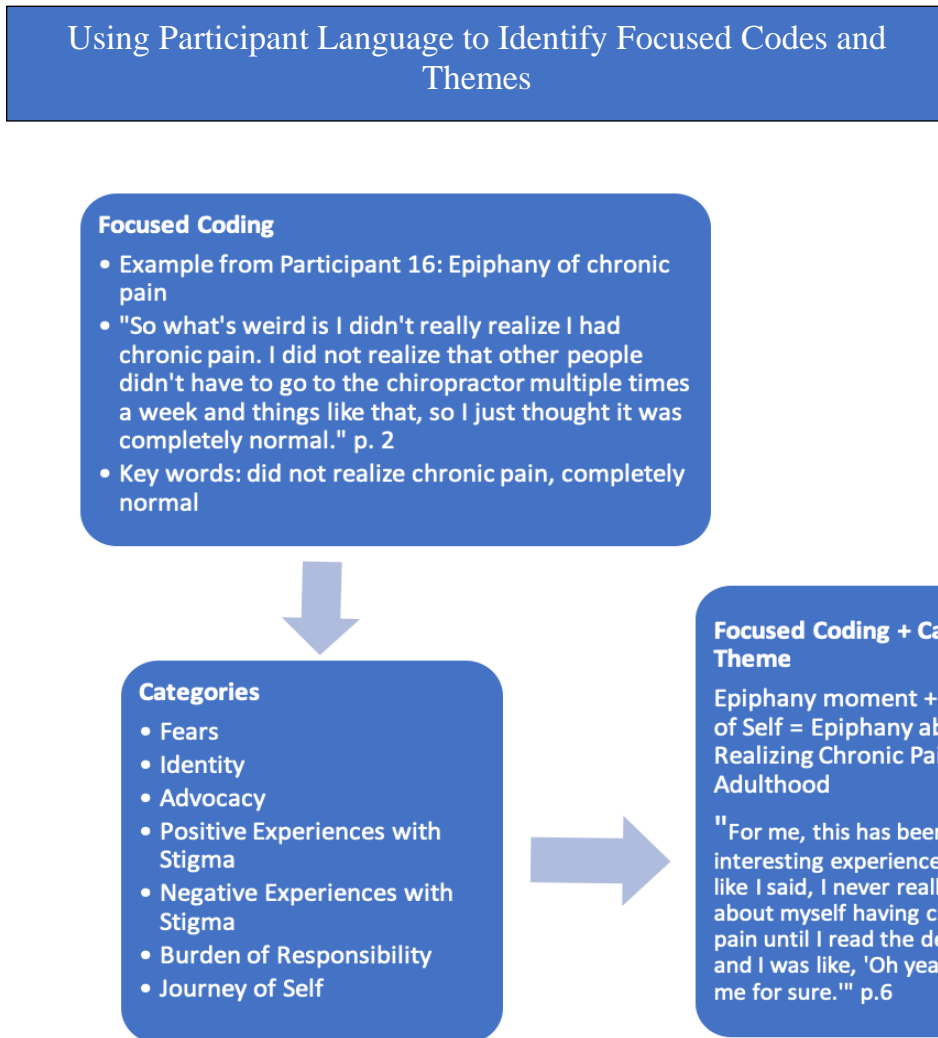 Using Participant Language to Identify Focused Codes and
Themes
Focused Coding
• Example from Participant 16: Epiphany of chronic
pain
• "So what's weird is I didn't really realize I had
chronic pain. I did not realize that other people
didn't have to go to the chiropractor multiple times
a week and things like that, so I just thought it was
completely normal." p. 2
• Key words: did not realize chronic pain, completely
normal
Categories
• Fears
• Identity
• Advocacy
• Positive Experiences with
Stigma
• Negative Experiences with
Stigma
• Burden of Responsibility
• Journey of Self
Focused Coding +
Theme
Epiphany moment +
of Self = Epiphany
Realizing Chronic
Adulthood
"For me, this has been
interesting experience
like I said, I never
about myself having
pain until I read the
and I was like, 'Oh
me for sure.'" p.6